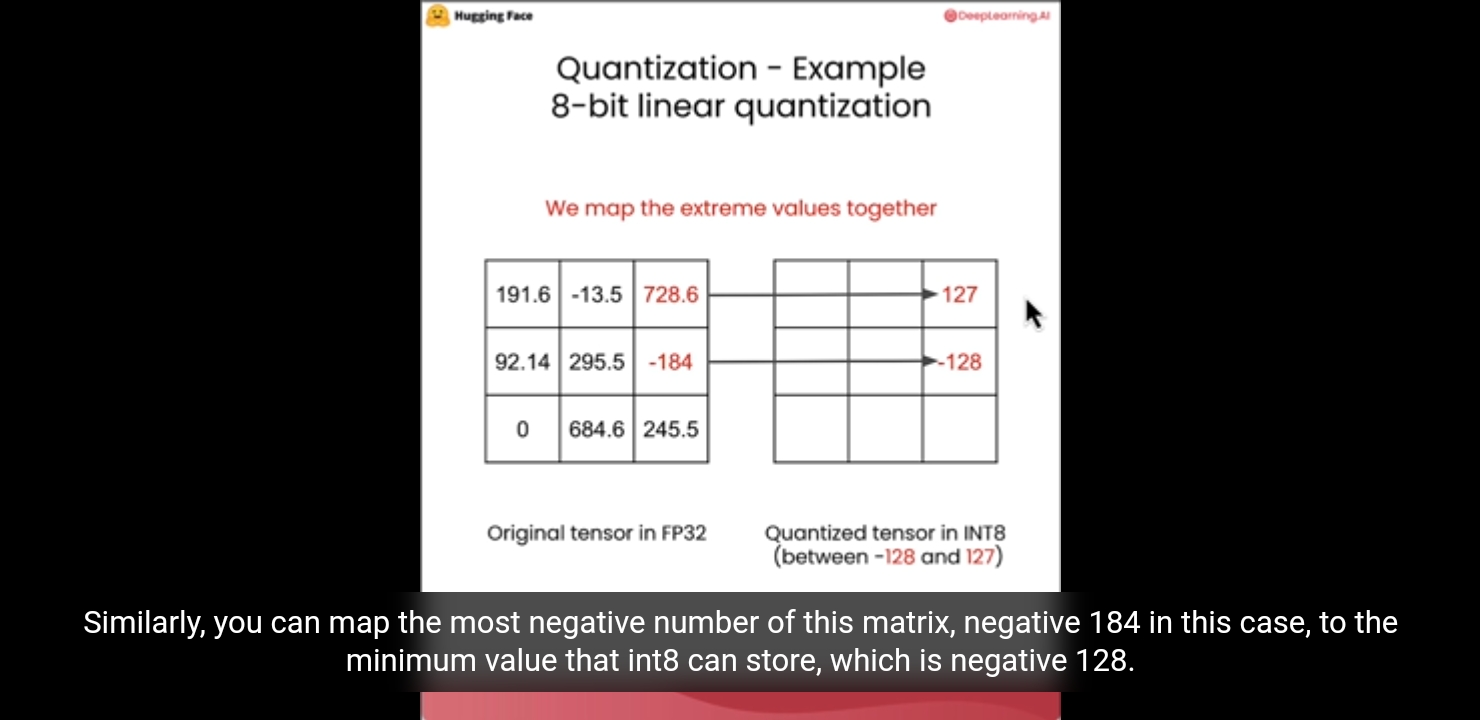 Hugging Face
DeepLearning.AI
Quantization - Example
8-bit linear quantization
We map the extreme values together
191.6 -13.5 728.6 127
92.14 295.5 -184 -128
0 684.6 245.5
Original tensor in FP32
Quantized tensor in INT8
(between -128 and 127)
Similarly, you can map the most negative number of this matrix, negative 184 in this case, to the
minimum value that int8 can store, which is negative 128.